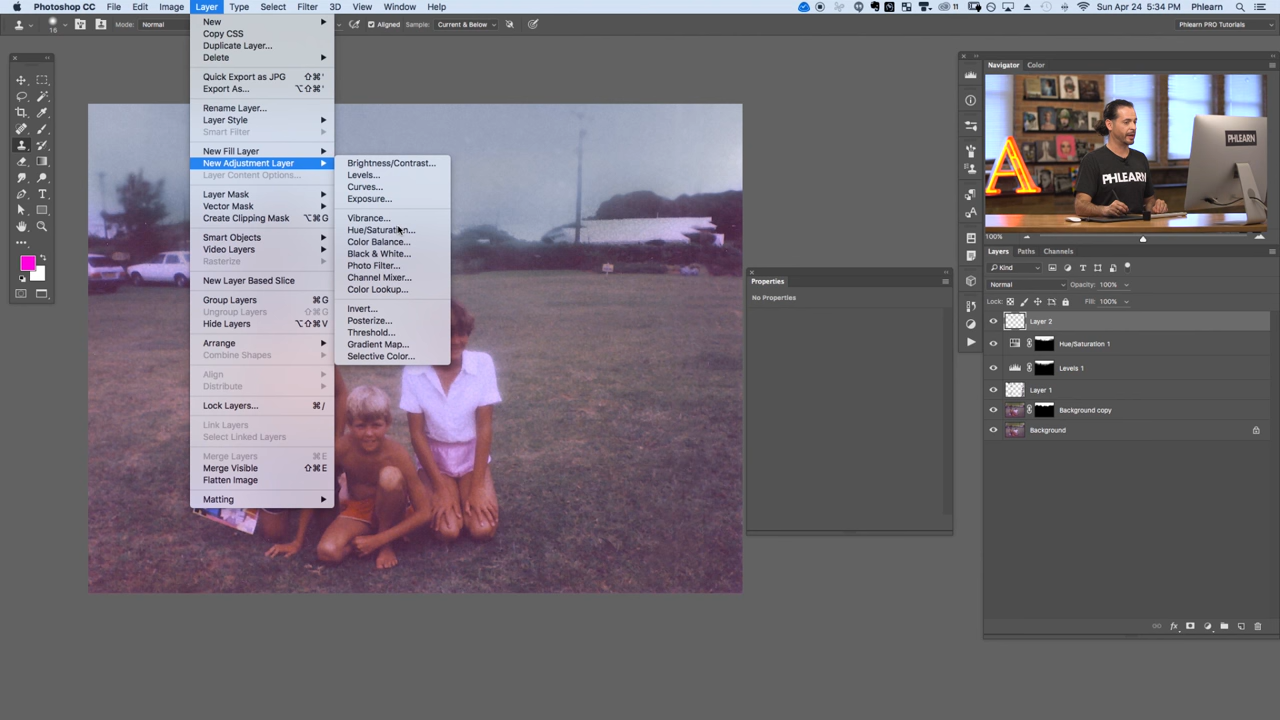 Photoshop CC File Edit Image Layer Type Select Filter 3D View Window Help 11 Sun Apr 24 5:34 PM Phlearn
16 Mode: Normal Aligned Sample: Current & Below Phlearn PRO Tutorials
New
Copy CSS
Duplicate Layer...
Delete
Quick Export as JPG ⇧⌘'
Export As... ⌥⇧⌘'
Rename Layer...
Layer Style
Smart Filter
New Fill Layer
New Adjustment Layer
Layer Content Options...
Layer Mask
Vector Mask
Create Clipping Mask ⌥⌘G
Smart Objects
Video Layers
Rasterize
New Layer Based Slice
Group Layers ⌘G
Ungroup Layers ⇧⌘G
Hide Layers ⌥⇧⌘V
Arrange
Combine Shapes
Align
Distribute
Lock Layers... ⌘/
Link Layers
Select Linked Layers
Merge Layers ⌘E
Merge Visible ⇧⌘E
Flatten Image
Matting
Brightness/Contrast...
Levels...
Curves...
Exposure...
Vibrance...
Hue/Saturation...
Color Balance...
Black & White...
Photo Filter...
Channel Mixer...
Color Lookup...
Invert...
Posterize...
Threshold...
Gradient Map...
Selective Color...
Properties
No Properties
Navigator Color
A
PHLEARN
PHLEARN
100%
Layers Paths Channels
Kind
Normal Opacity: 100%
Lock: Fill: 100%
Layer 2
Hue/Saturation 1
Levels 1
Layer 1
Background copy
Background